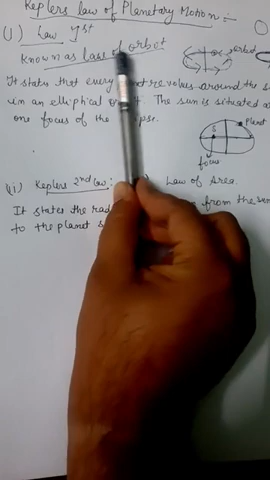 Keplers law of Planetary Motion :-
(1) Law 1st
Known as Law of orbit
orbit
It states that every revolves around the s
in an elliptical The sun is situated a
one focus of the
S
Planet
focus
(ii) Keplers 2nd Law: Law of Area.
It states the rad from the
to the planet s